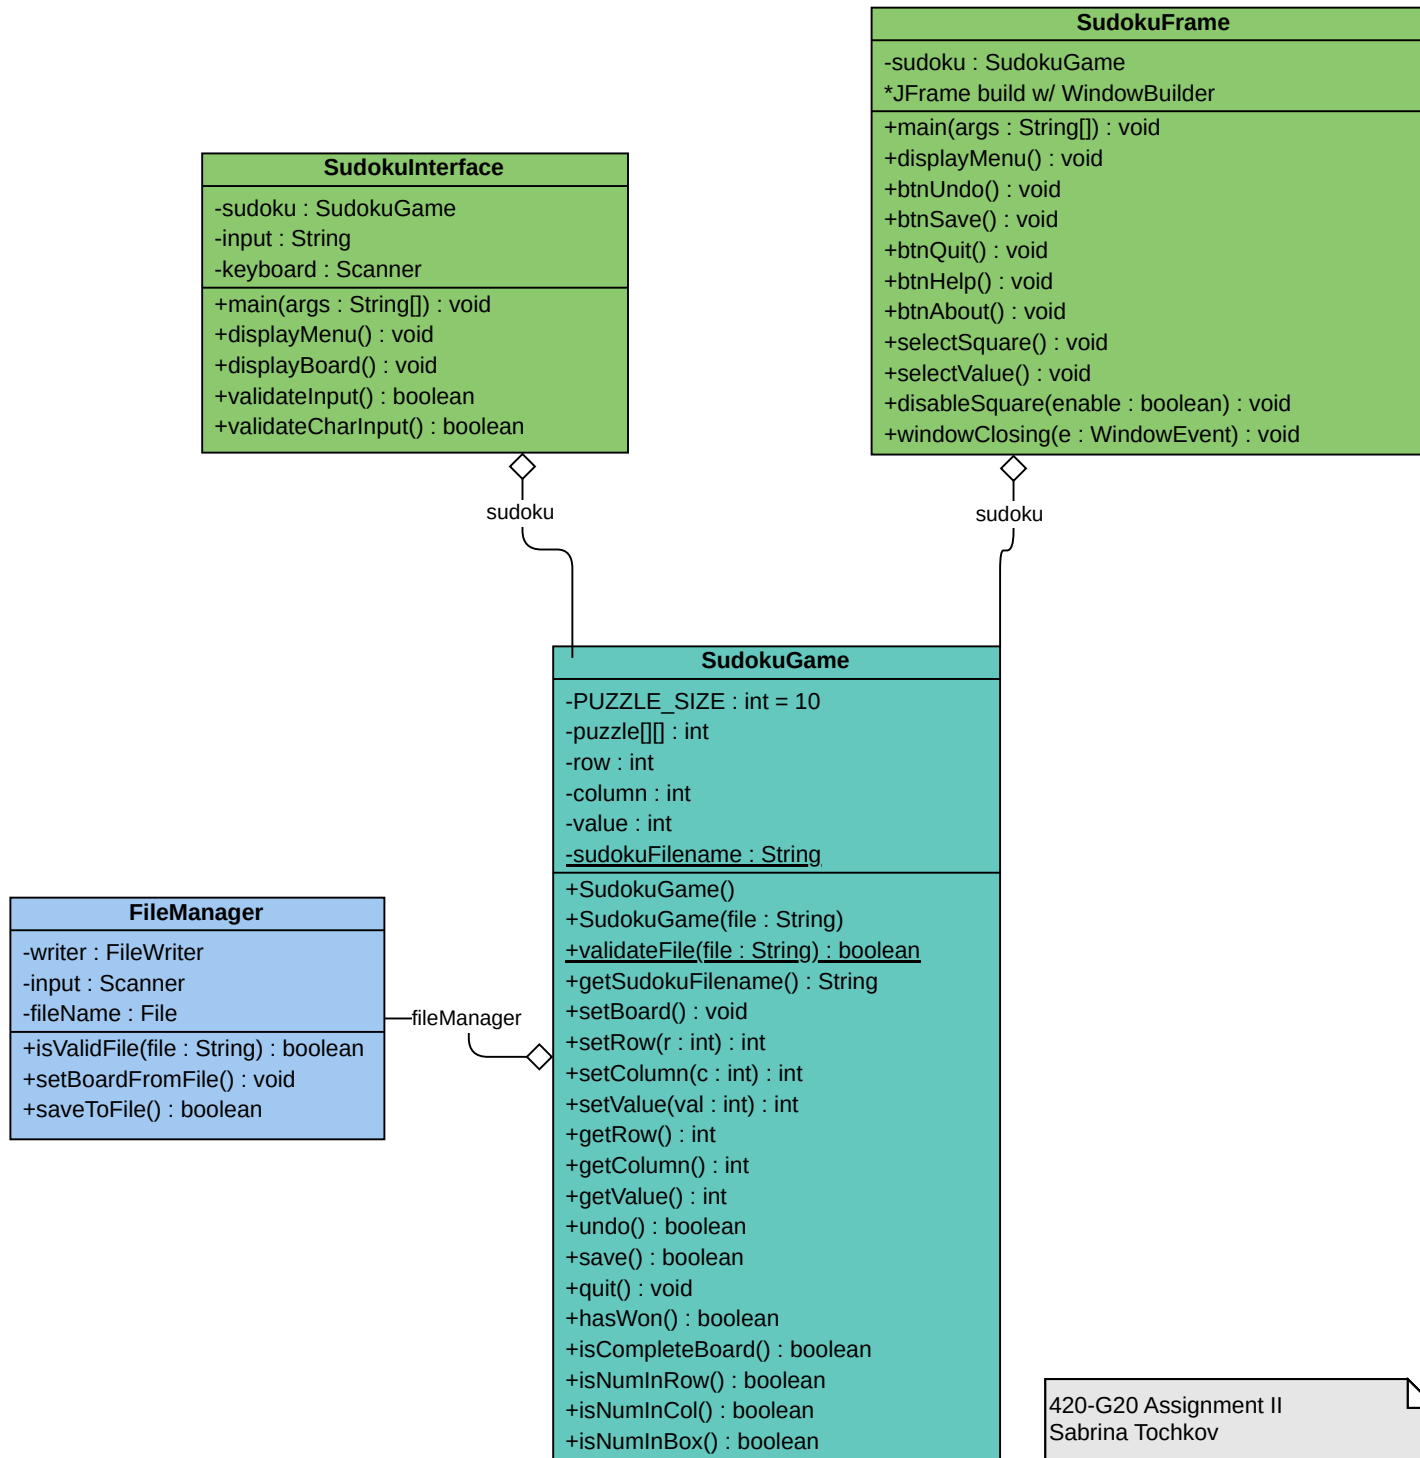 SudokuFrame
-sudoku : SudokuGame
*JFrame build w/ WindowBuilder
+main(args : String[]) : void
+displayMenu() : void
+btnUndo() : void
+btnSave() : void
+btnQuit() : void
+btnHelp() : void
+btnAbout() : void
+selectSquare() : void
+selectValue() : void
+disableSquare(enable : boolean) : void
+windowClosing(e : WindowEvent) : void
SudokuInterface
-sudoku : SudokuGame
-input : String
-keyboard : Scanner
+main(args : String[]) : void
+displayMenu() : void
+displayBoard() : void
+validateInput() : boolean
+validateCharInput() : boolean
sudoku
sudoku
SudokuGame
-PUZZLE_SIZE : int = 10
-puzzle[][] : int
-row : int
-column : int
-value : int
-sudokuFilename : String
+SudokuGame()
+SudokuGame(file : String)
+validateFile(file : String) : boolean
+getSudokuFilename() : String
+setBoard() : void
+setRow(r : int) : int
+setColumn(c : int) : int
+setValue(val : int) : int
+getRow() : int
+getColumn() : int
+getValue() : int
+undo() : boolean
+save() : boolean
+quit() : void
+hasWon() : boolean
+isCompleteBoard() : boolean
+isNumInRow() : boolean
+isNumInCol() : boolean
+isNumInBox() : boolean
FileManager
-writer : FileWriter
-input : Scanner
-fileName : File
+isValidFile(file : String) : boolean
+setBoardFromFile() : void
+saveToFile() : boolean
fileManager
420-G20 Assignment II
Sabrina Tochkov